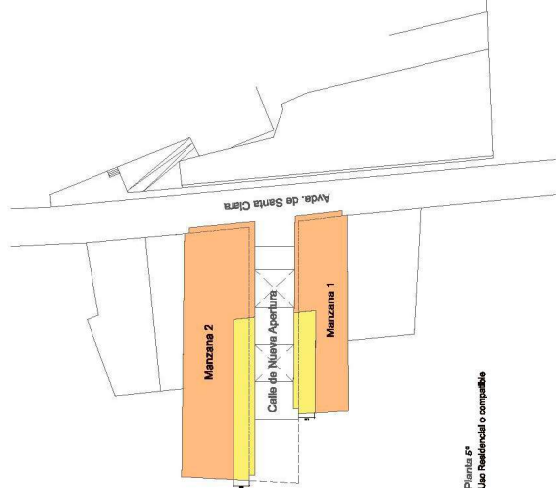 Avda. de Santa Clara
Manzana 2
Calle de Nueva Apertura
Manzana 1
Planta 5ª
Uso Residencial o compatible